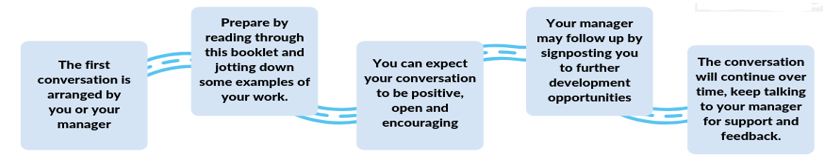 The first
conversation is
arranged by
you or your
manager
Prepare by
reading through
this booklet and
jotting down
some examples of
your work.
You can expect
your conversation
to be positive,
open and
encouraging
Your manager
may follow up by
signposting you
to further
development
opportunities
The conversation
will continue over
time, keep talking
to your manager
for support and
feedback.